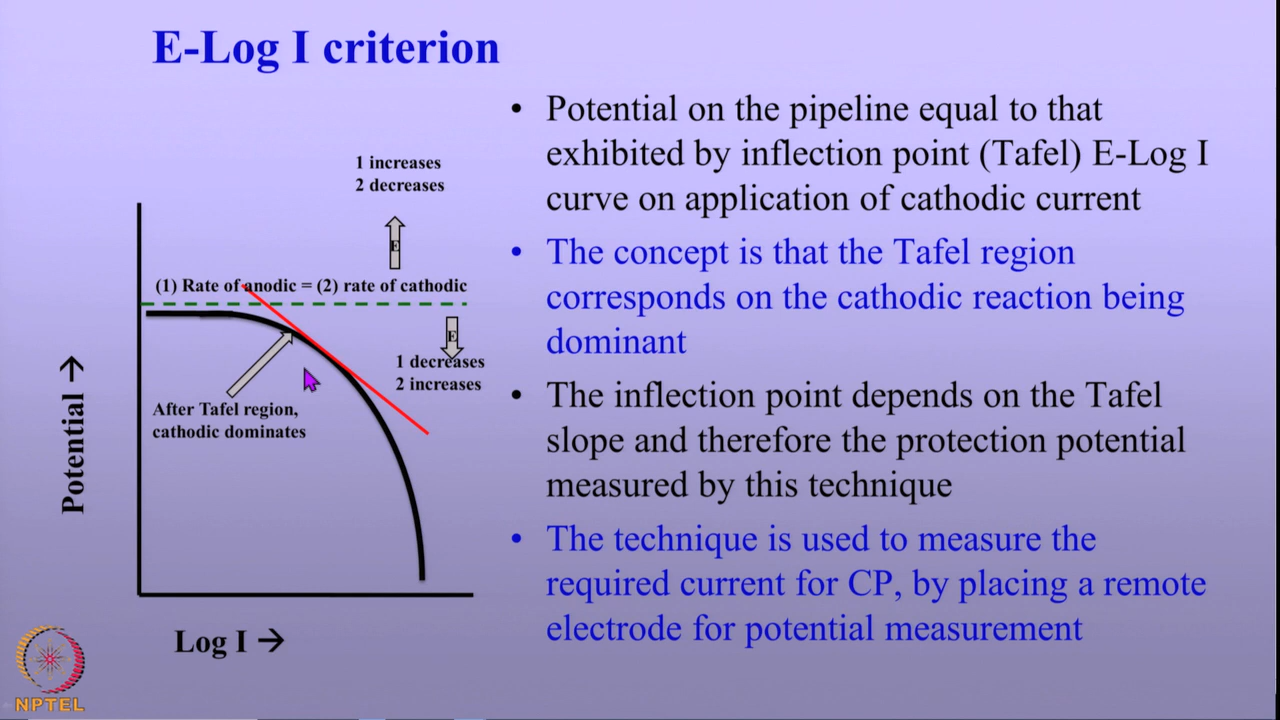 E-Log I criterion
1 increases
2 decreases
E
(1) Rate of anodic = (2) rate of cathodic
E
1 decreases
2 increases
After Tafel region,
cathodic dominates
Potential →
Log I →
• Potential on the pipeline equal to that
exhibited by inflection point (Tafel) E-Log I
curve on application of cathodic current
• The concept is that the Tafel region
corresponds on the cathodic reaction being
dominant
• The inflection point depends on the Tafel
slope and therefore the protection potential
measured by this technique
• The technique is used to measure the
required current for CP, by placing a remote
electrode for potential measurement
NPTEL